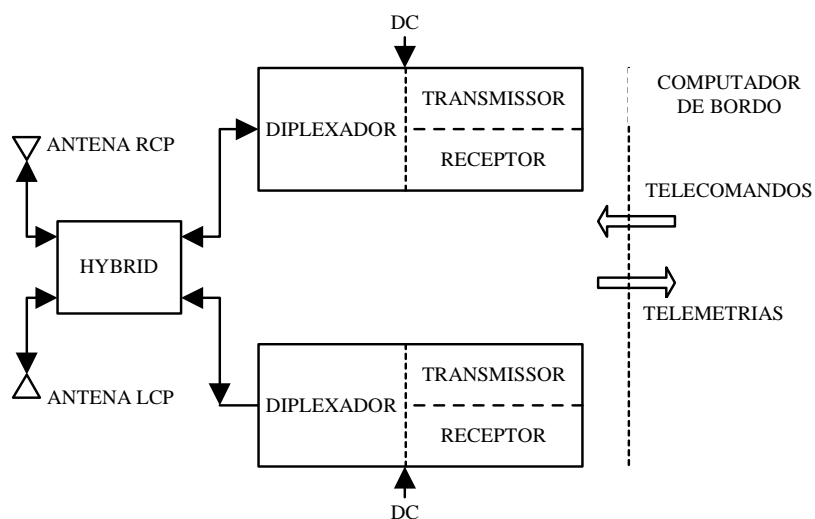 DC
TRANSMISSOR
DIPLEXADOR
RECEPTOR
COMPUTADOR
DE BORDO
ANTENA RCP
TELECOMANDOS
HYBRID
TELEMETRIAS
ANTENA LCP
TRANSMISSOR
DIPLEXADOR
RECEPTOR
DC